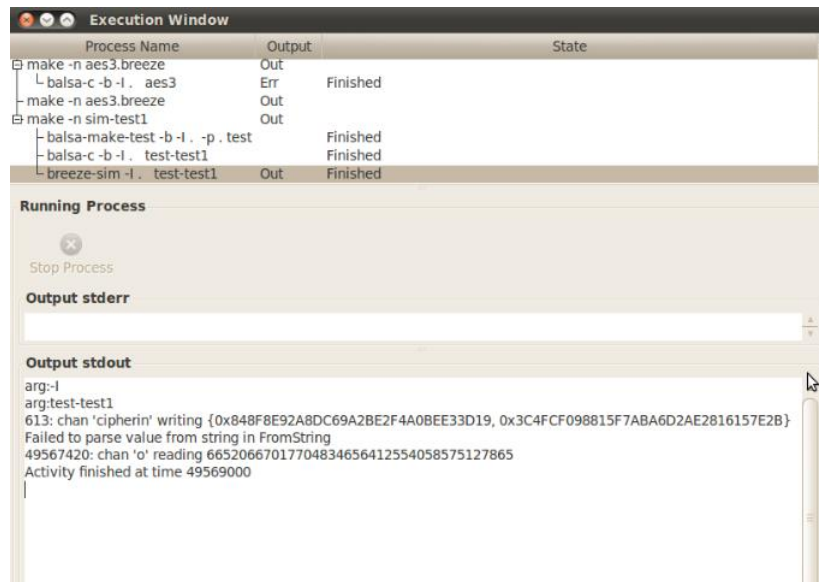 Execution Window
Process Name Output State
make -n aes3.breeze Out
balsa-c -b -I . aes3 Err Finished
make -n aes3.breeze Out
make -n sim-test1 Out
balsa-make-test -b -I . -p . test Finished
balsa-c -b -I . test-test1 Finished
breeze-sim -I . test-test1 Out Finished
Running Process
Stop Process
Output stderr
Output stdout
arg:-I
arg:test-test1
613: chan 'cipherin' writing {0x848F8E92A8DC69A2BE2F4A0BEE33D19, 0x3C4FCF098815F7ABA6D2AE2816157E2B}
Failed to parse value from string in FromString
49567420: chan 'o' reading 66520667017704834656412554058575127865
Activity finished at time 49569000